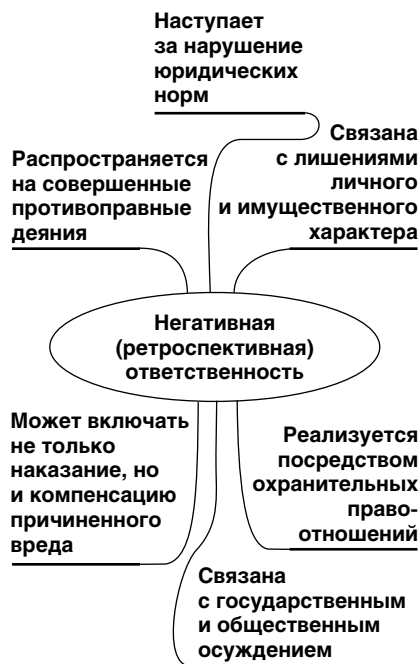 Наступает
за нарушение
юридических
норм
Связана
с лишениями
личного
и имущественного
характера
Распространяется
на совершенные
противоправные
деяния
Негативная
(ретроспективная)
ответственность
Может включать
не только
наказание, но
и компенсацию
причиненного
вреда
Реализуется
посредством
охранительных
право-
отношений
Связана
с государственным
и общественным
осуждением